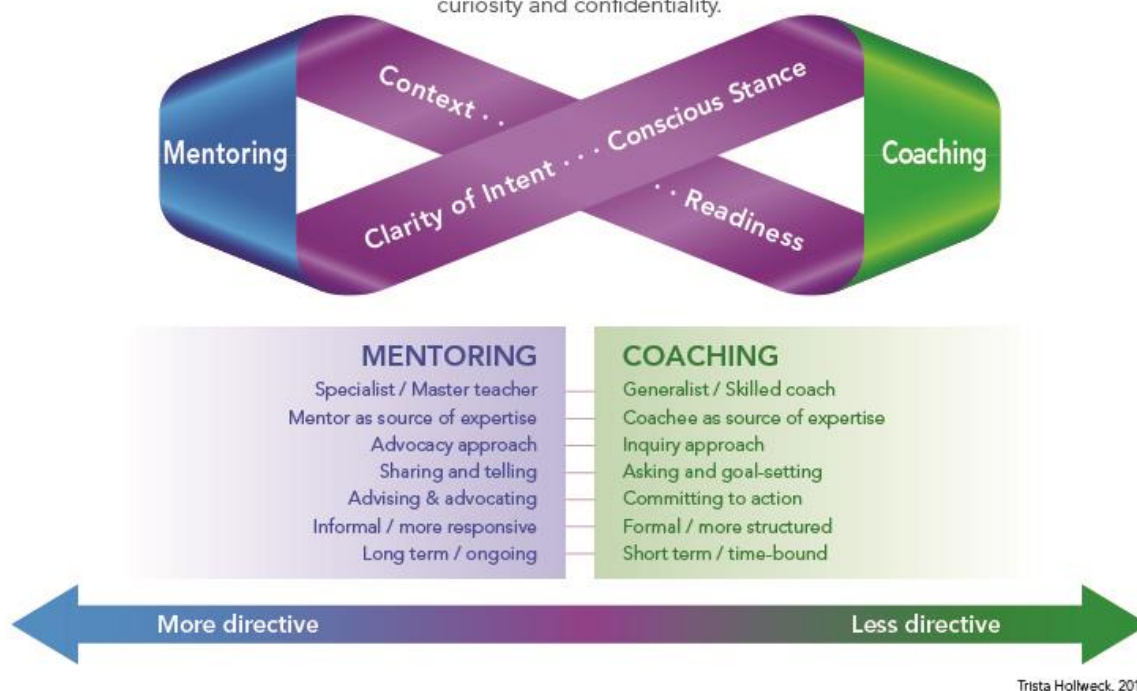 curiosity and confidentiality.
Context . .
Clarity of Intent . . . Conscious Stance
. . Readiness
Mentoring
Coaching
MENTORING
Specialist / Master teacher
Mentor as source of expertise
Advocacy approach
Sharing and telling
Advising & advocating
Informal / more responsive
Long term / ongoing
COACHING
Generalist / Skilled coach
Coachee as source of expertise
Inquiry approach
Asking and goal-setting
Committing to action
Formal / more structured
Short term / time-bound
More directive
Less directive
Trista Hollweck,